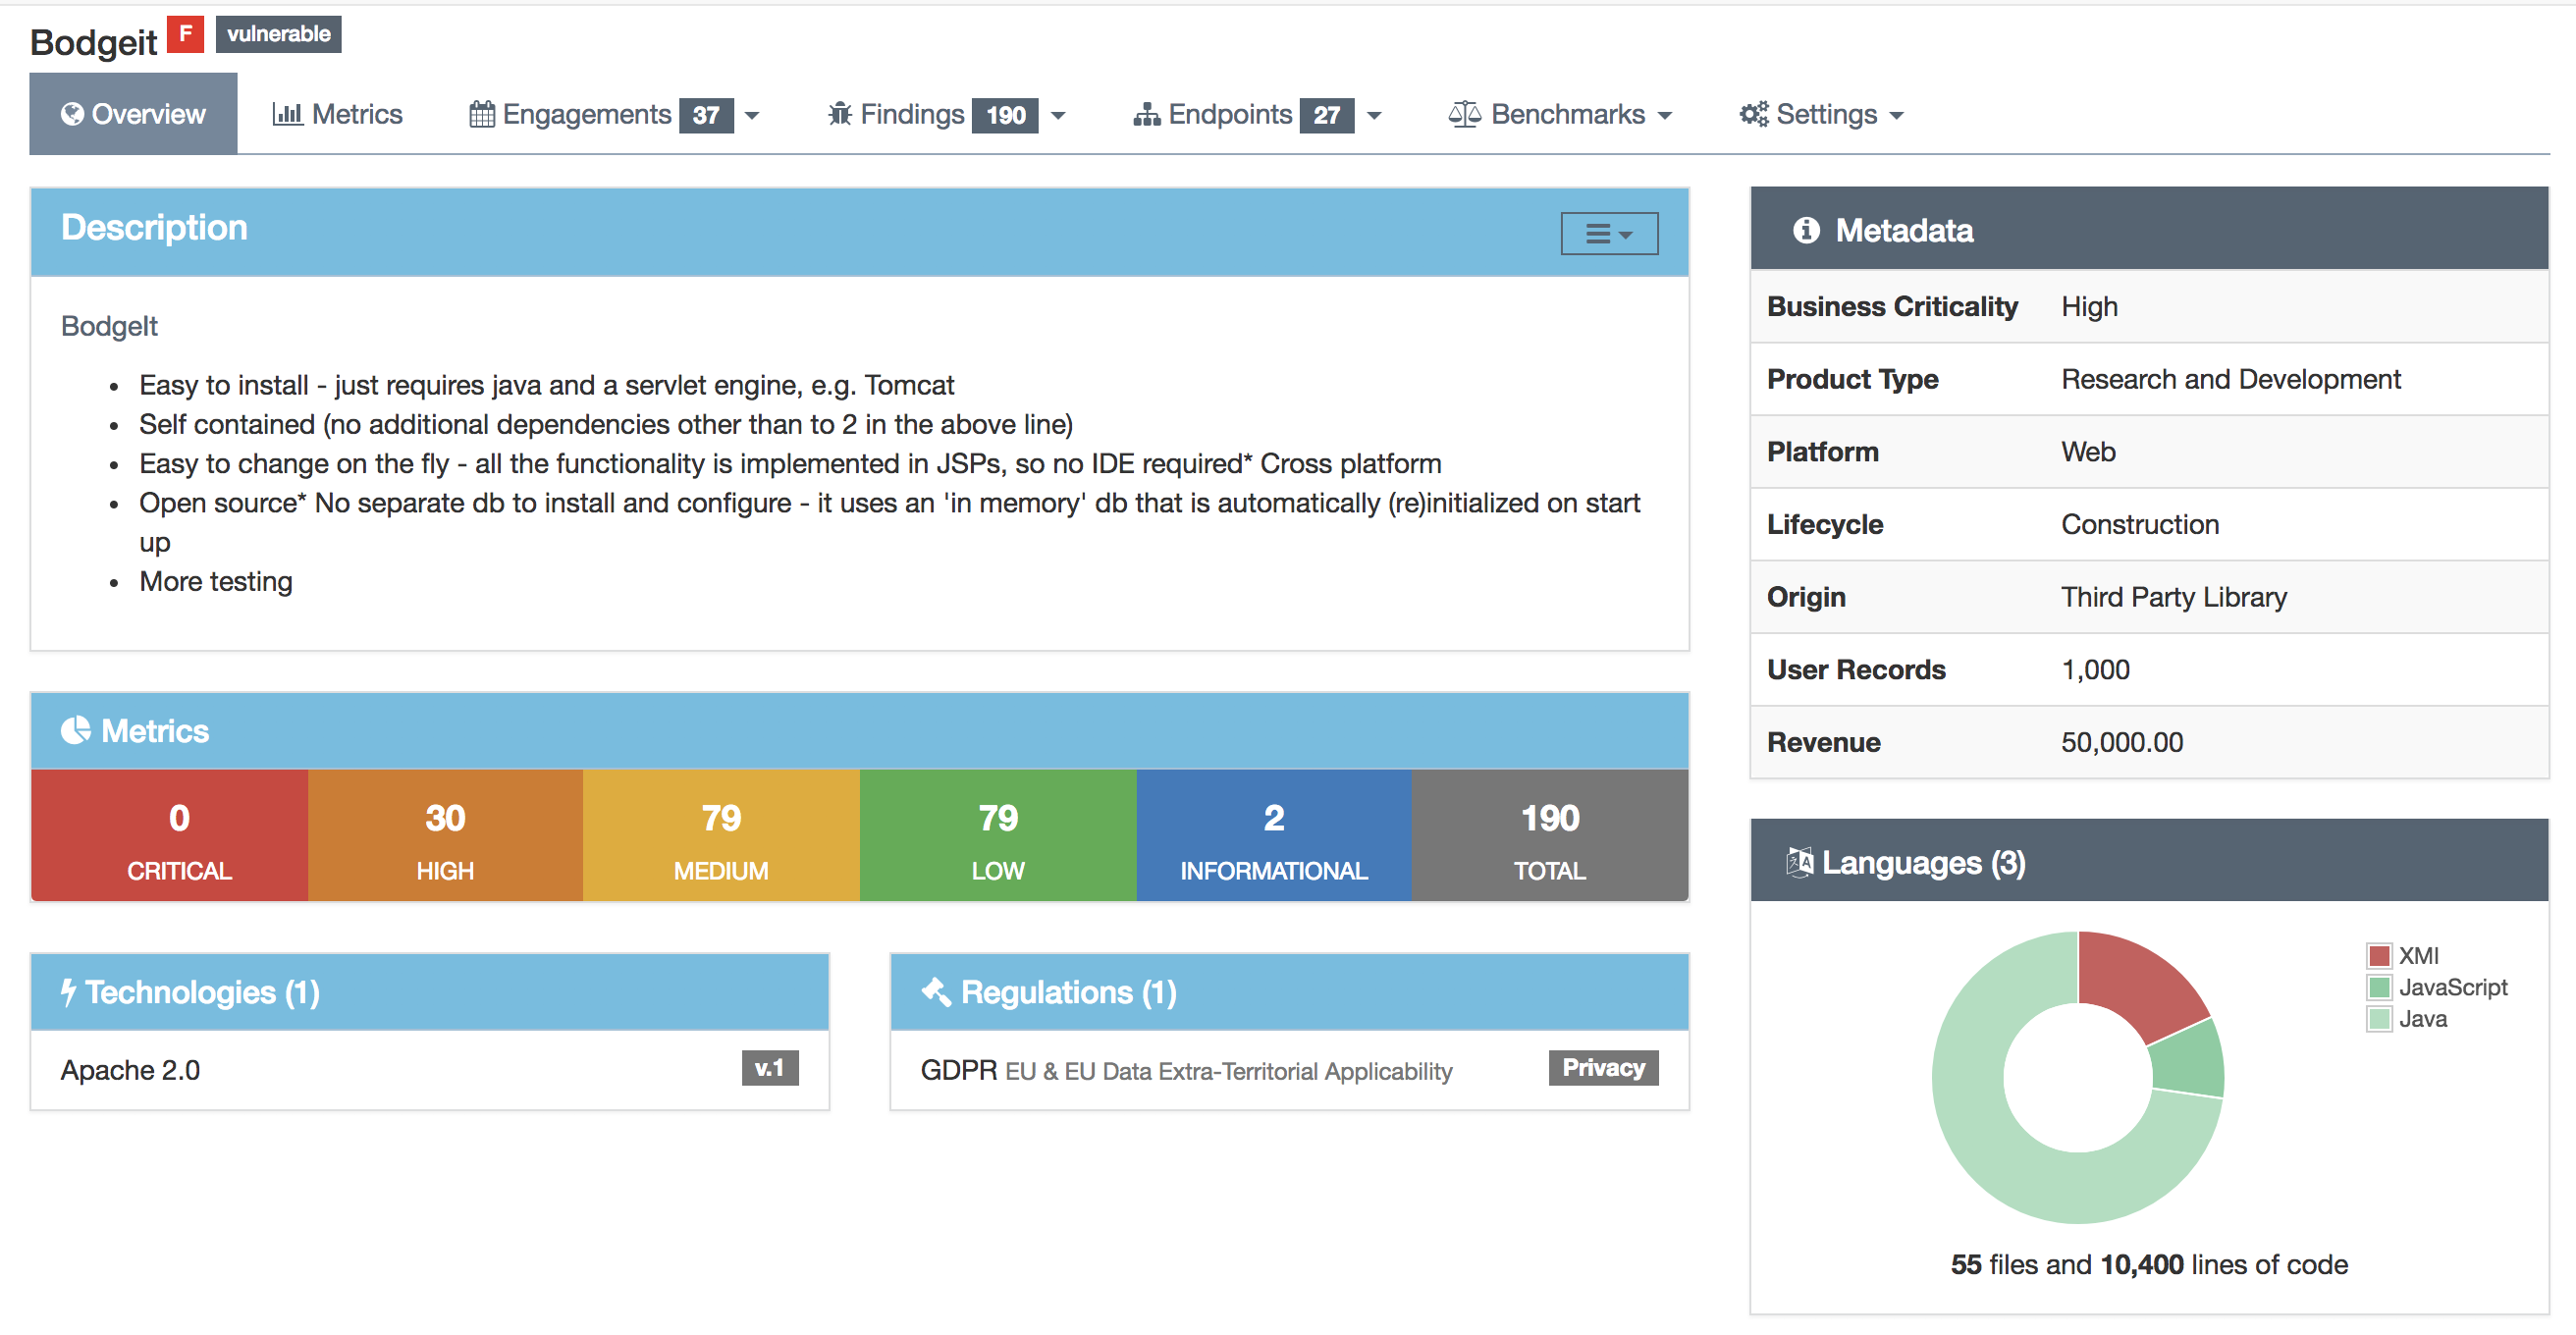 Bodgeit F vulnerable
Overview Metrics Engagements 37 Findings 190 Endpoints 27 Benchmarks Settings
Description
BodgeIt
Easy to install - just requires java and a servlet engine, e.g. Tomcat
Self contained (no additional dependencies other than to 2 in the above line)
Easy to change on the fly - all the functionality is implemented in JSPs, so no IDE required* Cross platform
Open source* No separate db to install and configure - it uses an 'in memory' db that is automatically (re)initialized on start
up
More testing
Metrics
0 30 79 79 2 190
CRITICAL HIGH MEDIUM LOW INFORMATIONAL TOTAL
Technologies (1)
Apache 2.0 v.1
Regulations (1)
GDPR EU & EU Data Extra-Territorial Applicability Privacy
Metadata
Business Criticality High
Product Type Research and Development
Platform Web
Lifecycle Construction
Origin Third Party Library
User Records 1,000
Revenue 50,000.00
Languages (3)
XMI
JavaScript
Java
55 files and 10,400 lines of code